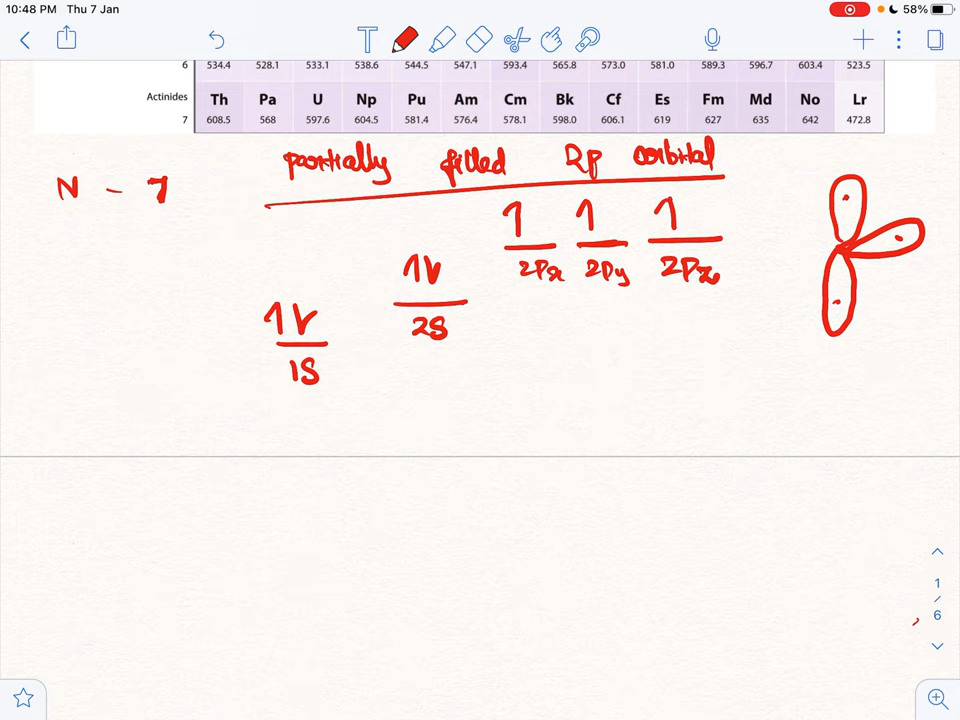 10:48 PM Thu 7 Jan 58%
T
6 534.4 528.1 533.1 538.6 544.5 547.1 593.4 565.8 573.0 581.0 589.3 596.7 603.4 523.5
Actinides Th Pa U Np Pu Am Cm Bk Cf Es Fm Md No Lr
7 608.5 568 597.6 604.5 581.4 576.4 578.1 598.0 606.1 619 627 635 642 472.8
partially filled 2p orbital
N - 7
1 1 1
2Px 2Py 2Pz
1V
2S
1V
1S
1
/
6